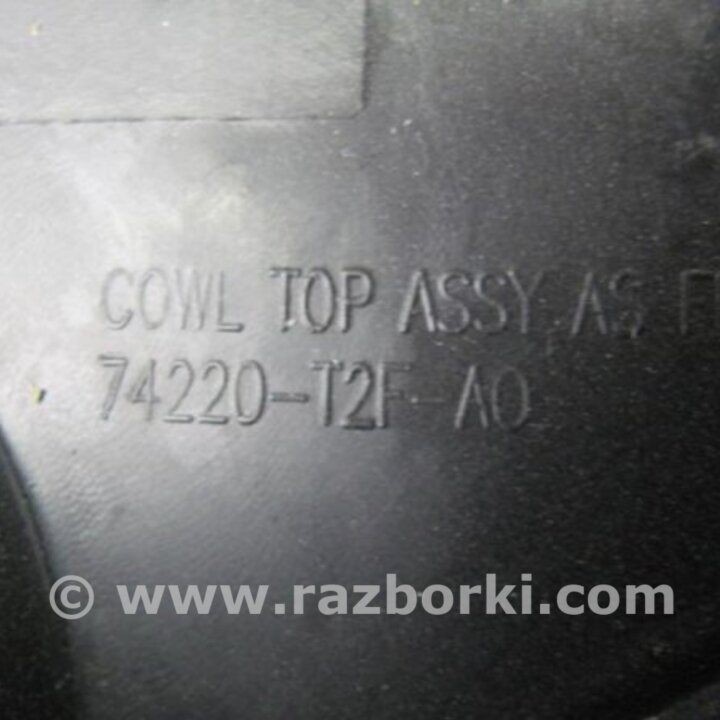 COWL TOP ASSY, AS F
74220-T2F-A0
© www.razborki.com